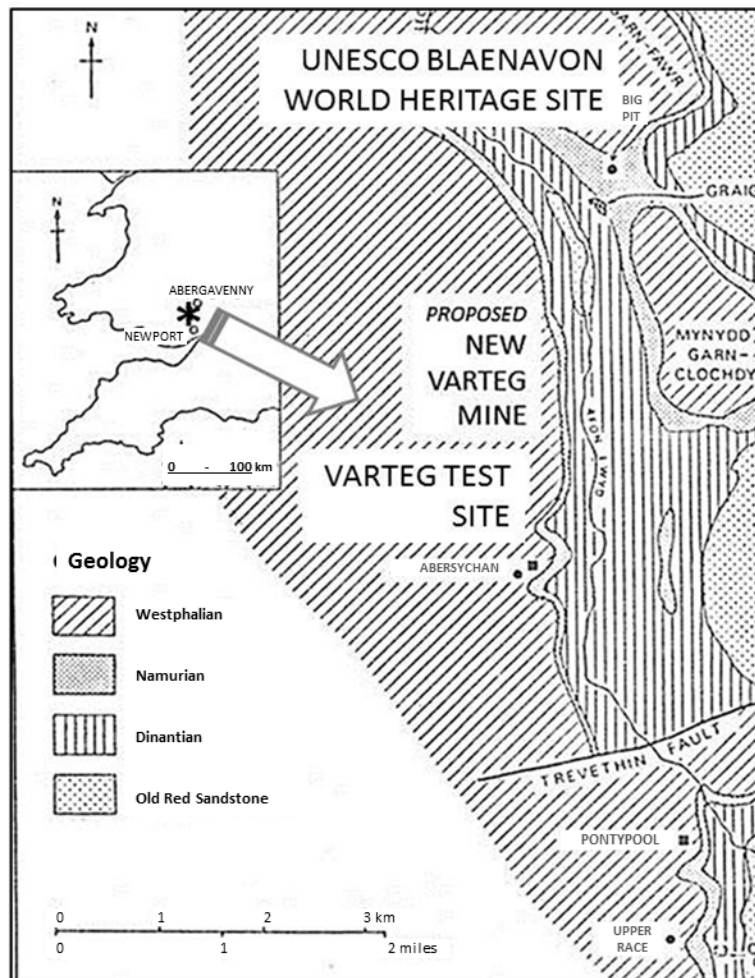 N
UNESCO BLAENAVON
WORLD HERITAGE SITE
GARN-FAWR
BIG
PIT
GRAIG
N
ABERGAVENNY
NEWPORT
0 - 100 km
PROPOSED
NEW
VARTEG
MINE
MYNYDD
GARN-
CLOCHDY
AFON LWYD
VARTEG TEST
SITE
ABERSYCHAN
Geology
Westphalian
Namurian
Dinantian
Old Red Sandstone
TREVETHIN FAULT
PONTYPOOL
UPPER
RACE
0 1 2 3 km
0 1 2 miles